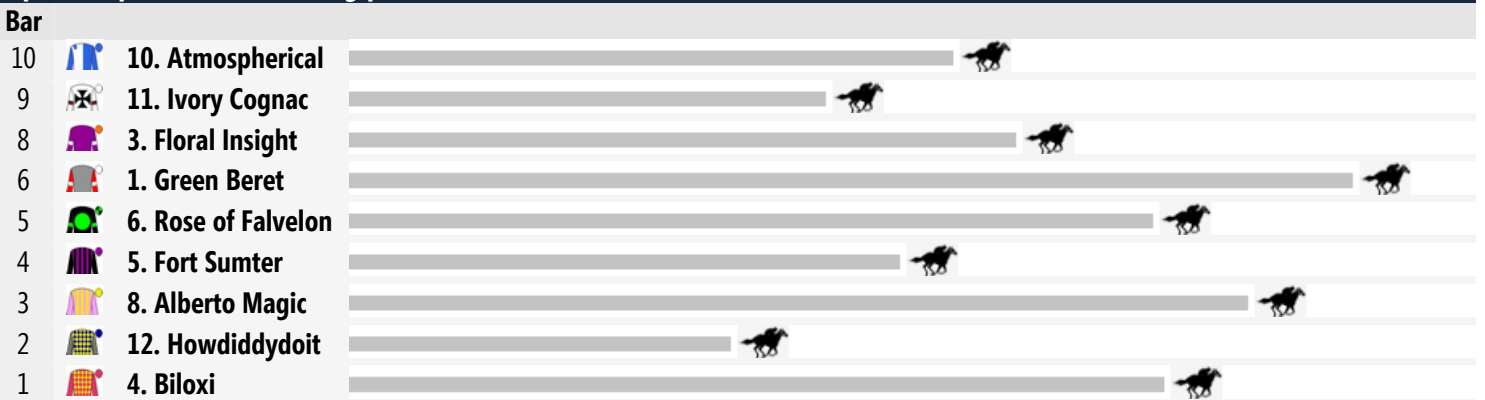 Bar
10 10. Atmospherical
9 11. Ivory Cognac
8 3. Floral Insight
6 1. Green Beret
5 6. Rose of Falvelon
4 5. Fort Sumter
3 8. Alberto Magic
2 12. Howdiddydoit
1 4. Biloxi